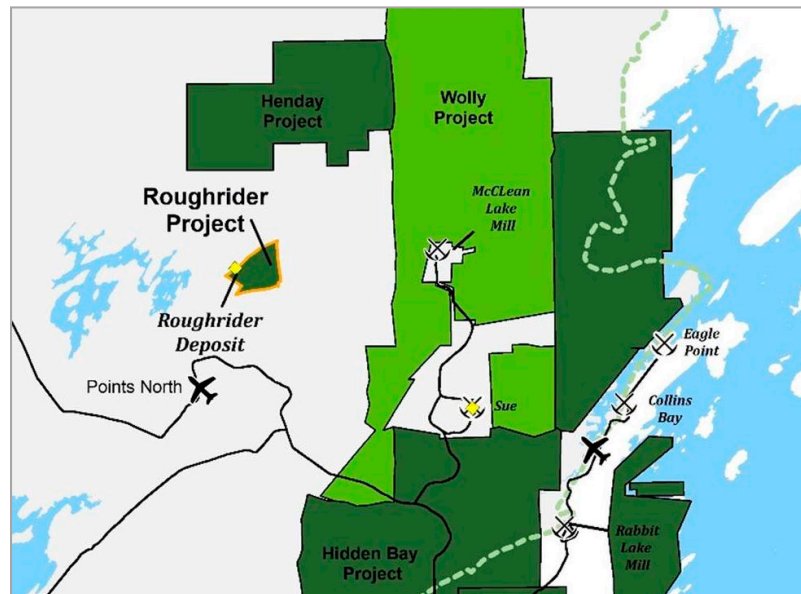 Henday
Project
Wolly
Project
McCLean
Lake
Mill
Roughrider
Project
Roughrider
Deposit
Points North
Eagle
Point
Collins
Bay
Sue
Rabbit
Lake
Mill
Hidden Bay
Project